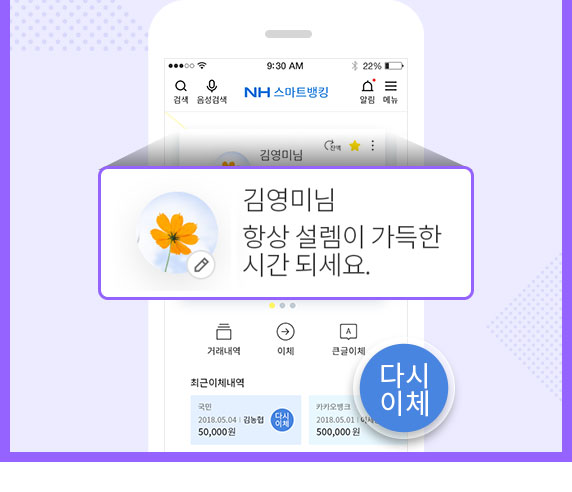 9:30 AM 22%
NH 스마트뱅킹
검색 음성검색 알림 메뉴
잔액
김영미님
김영미님
항상 설렘이 가득한
시간 되세요.
A
거래내역 이체 큰글이체
다시
이체
최근이체내역
국민
2018.05.04 | 김농협
50,000원
다시
이체
카카오뱅크
2018.05.01 |
500,000원